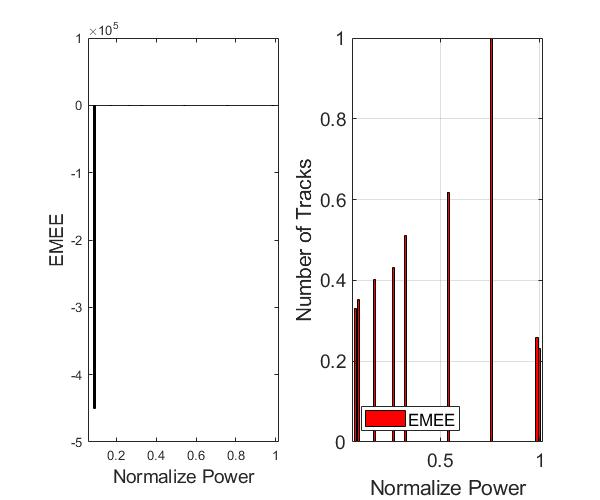 ×10^5
1
0
-1
-2
-3
-4
-5
EMEE
0.2 0.4 0.6 0.8 1
Normalize Power
1
0.8
0.6
0.4
0.2
0
Number of Tracks
EMEE
0.5 1
Normalize Power